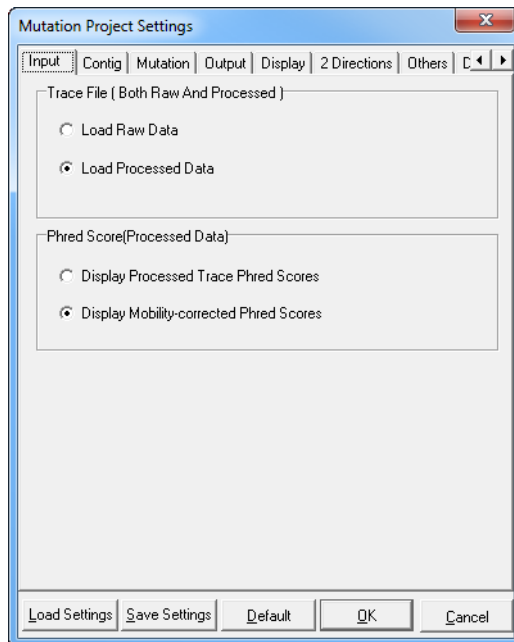 Mutation Project Settings
Input Contig Mutation Output Display 2 Directions Others
Trace File ( Both Raw And Processed )
Load Raw Data
Load Processed Data
Phred Score(Processed Data)
Display Processed Trace Phred Scores
Display Mobility-corrected Phred Scores
Load Settings Save Settings Default OK Cancel